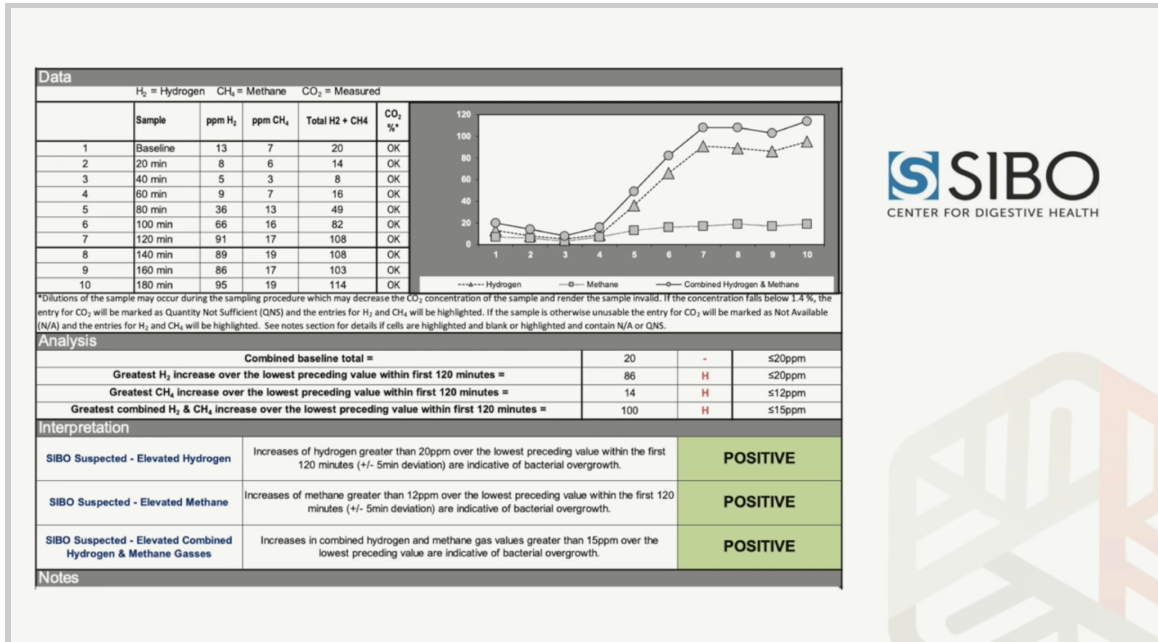 Data
H₂ = Hydrogen CH₄ = Methane CO₂ = Measured
Sample ppm H₂ ppm CH₄ Total H2 + CH4 CO₂ %*
1 Baseline 13 7 20 OK
2 20 min 8 6 14 OK
3 40 min 5 3 8 OK
4 60 min 9 7 16 OK
5 80 min 36 13 49 OK
6 100 min 66 16 82 OK
7 120 min 91 17 108 OK
8 140 min 89 19 108 OK
9 160 min 86 17 103 OK
10 180 min 95 19 114 OK
120
100
80
60
40
20
0
1 2 3 4 5 6 7 8 9 10
Hydrogen Methane Combined Hydrogen & Methane
SIBO
CENTER FOR DIGESTIVE HEALTH
*Dilutions of the sample may occur during the sampling procedure which may decrease the CO₂ concentration of the sample and render the sample invalid. If the concentration falls below 1.4 %, the
entry for CO₂ will be marked as Quantity Not Sufficient (QNS) and the entries for H₂ and CH₄ will be highlighted. If the sample is otherwise unusable the entry for CO₂ will be marked as Not Available
(N/A) and the entries for H₂ and CH₄ will be highlighted. See notes section for details if cells are highlighted and blank or highlighted and contain N/A or QNS.
Analysis
Combined baseline total = 20 - ≤20ppm
Greatest H₂ increase over the lowest preceding value within first 120 minutes = 86 H ≤20ppm
Greatest CH₄ increase over the lowest preceding value within first 120 minutes = 14 H ≤12ppm
Greatest combined H₂ & CH₄ increase over the lowest preceding value within first 120 minutes = 100 H ≤15ppm
Interpretation
SIBO Suspected - Elevated Hydrogen
Increases of hydrogen greater than 20ppm over the lowest preceding value within the first
120 minutes (+/- 5min deviation) are indicative of bacterial overgrowth.
POSITIVE
SIBO Suspected - Elevated Methane
Increases of methane greater than 12ppm over the lowest preceding value within the first 120
minutes (+/- 5min deviation) are indicative of bacterial overgrowth.
POSITIVE
SIBO Suspected - Elevated Combined
Hydrogen & Methane Gasses
Increases in combined hydrogen and methane gas values greater than 15ppm over the
lowest preceding value are indicative of bacterial overgrowth.
POSITIVE
Notes